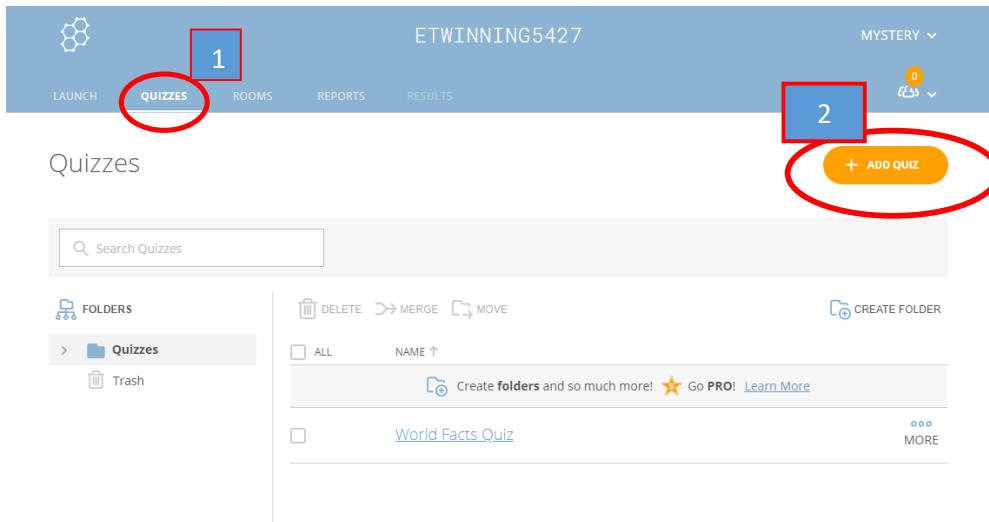 ETWINNING5427
MYSTERY
1
0
LAUNCH QUIZZES ROOMS REPORTS RESULTS
2
Quizzes
+ ADD QUIZ
Search Quizzes
FOLDERS
DELETE MERGE MOVE
CREATE FOLDER
Quizzes
Trash
ALL NAME ↑
Create folders and so much more! Go PRO! Learn More
World Facts Quiz
MORE